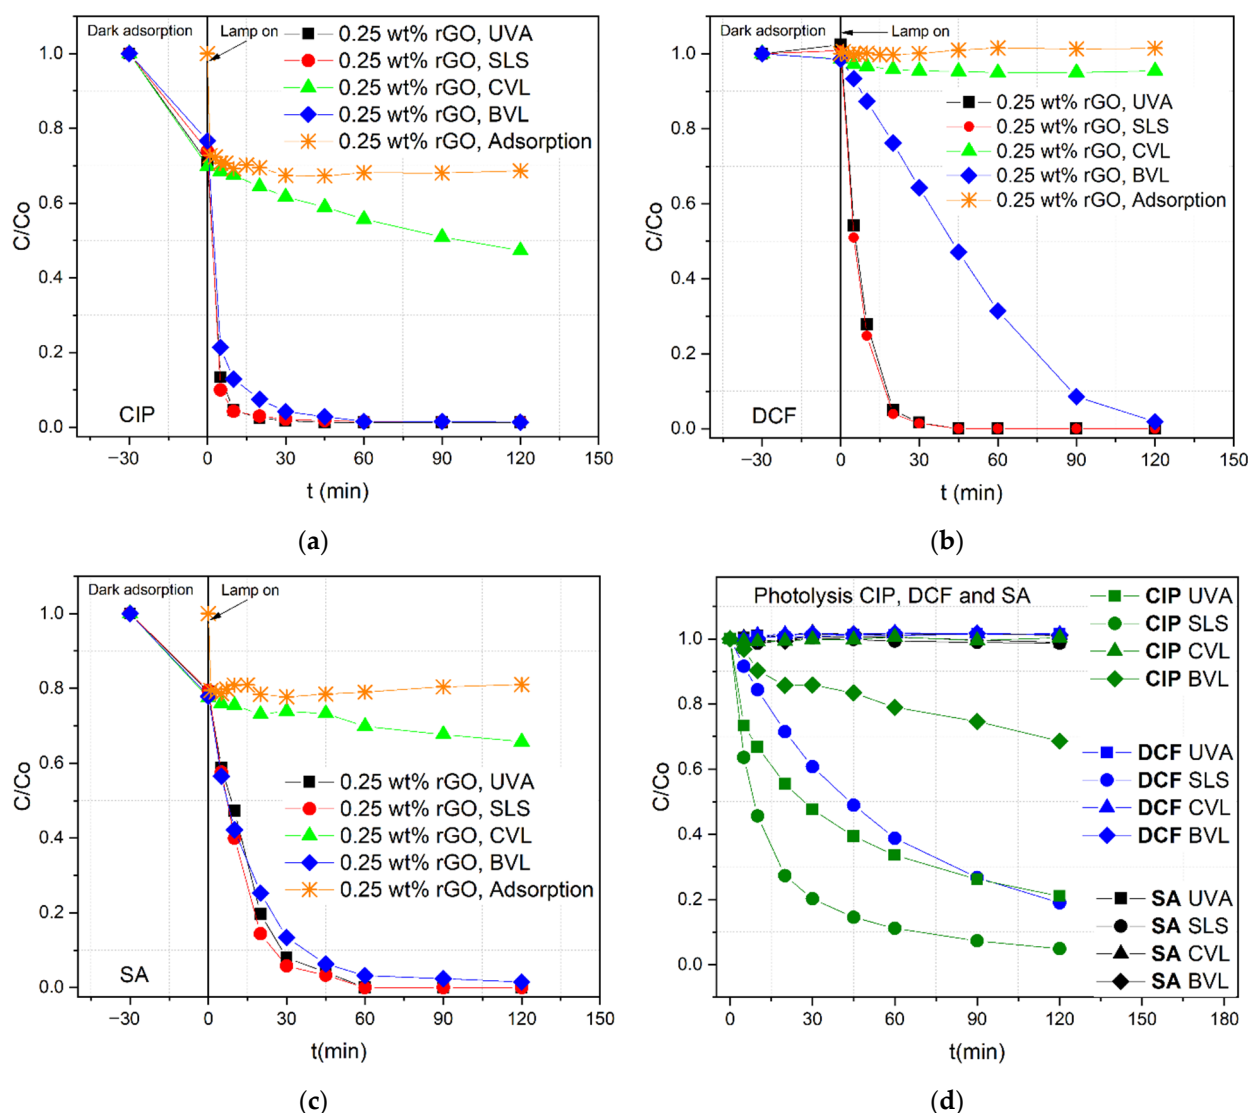 Dark adsorption
Lamp on
0.25 wt% rGO, UVA
0.25 wt% rGO, SLS
0.25 wt% rGO, CVL
0.25 wt% rGO, BVL
0.25 wt% rGO, Adsorption
1.0
0.8
0.6
0.4
0.2
0.0
C/Co
CIP
−30
0
30
60
90
120
150
t (min)
(a)
Dark adsorption
Lamp on
0.25 wt% rGO, UVA
0.25 wt% rGO, SLS
0.25 wt% rGO, CVL
0.25 wt% rGO, BVL
0.25 wt% rGO, Adsorption
1.0
0.8
0.6
0.4
0.2
0.0
C/Co
DCF
−30
0
30
60
90
120
150
t (min)
(b)
Dark adsorption
Lamp on
0.25 wt% rGO, UVA
0.25 wt% rGO, SLS
0.25 wt% rGO, CVL
0.25 wt% rGO, BVL
0.25 wt% rGO, Adsorption
1.0
0.8
0.6
0.4
0.2
0.0
C/Co
SA
−30
0
30
60
90
120
150
t(min)
(c)
Photolysis CIP, DCF and SA
CIP UVA
CIP SLS
CIP CVL
CIP BVL
DCF UVA
DCF SLS
DCF CVL
DCF BVL
SA UVA
SA SLS
SA CVL
SA BVL
1.0
0.8
0.6
0.4
0.2
0.0
C/Co
0
30
60
90
120
150
180
t(min)
(d)